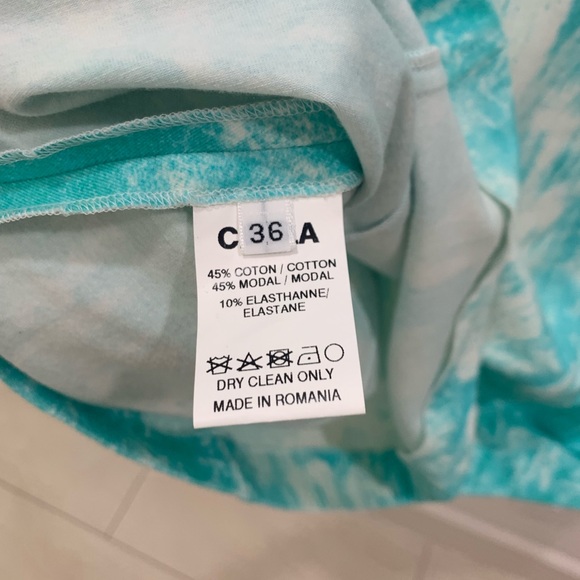 36
45% COTON / COTTON
45% MODAL / MODAL
10% ELASTHANNE/
ELASTANE
DRY CLEAN ONLY
MADE IN ROMANIA